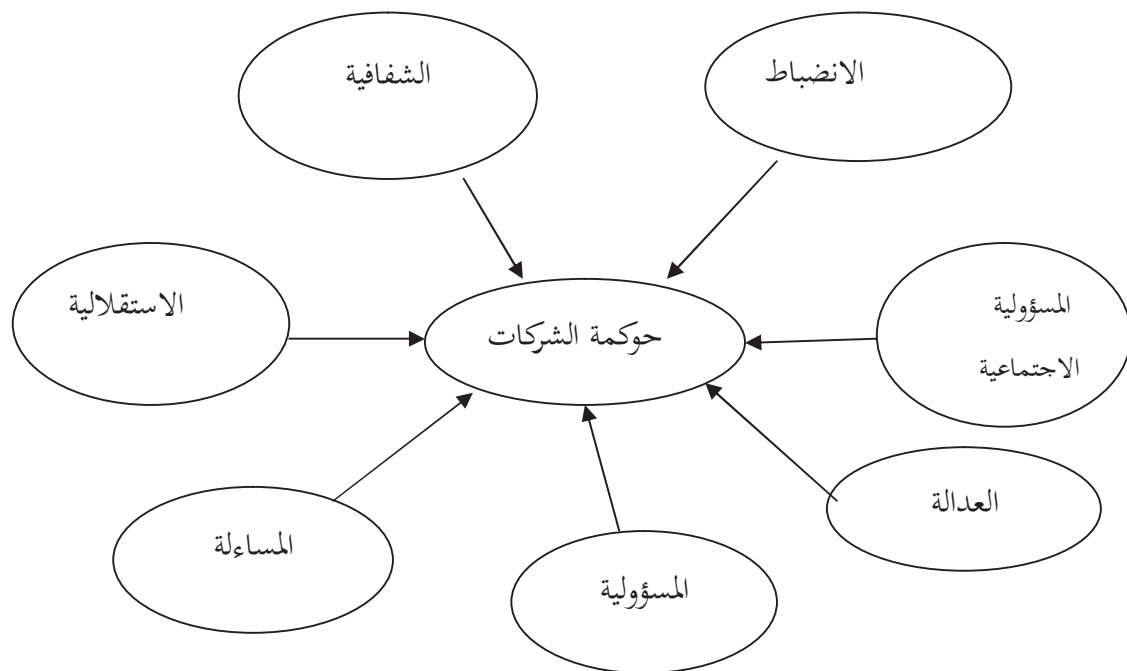 الانضباط
الشفافية
المسؤولية
الاجتماعية
حوكمة الشركات
الاستقلالية
العدالة
المساءلة
المسؤولية